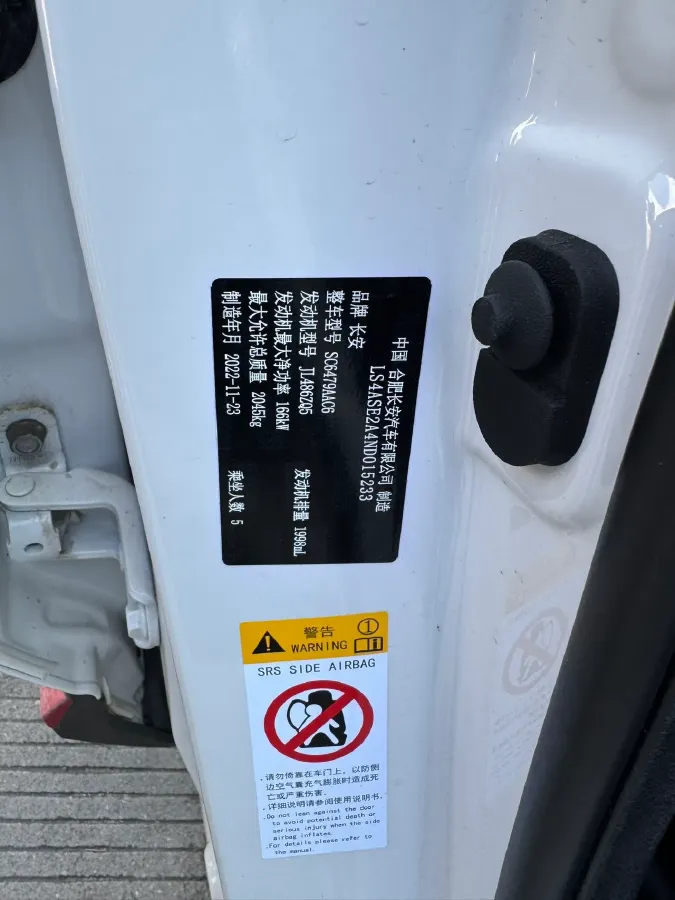 中国 合肥长安汽车有限公司 制造
LS4ASE2A4ND015233
品牌 长安
整车型号 SC6479AAC6
发动机型号 JL486ZQ5 发动机排量 1998mL
发动机最大净功率 166kW
最大允许总质量 2045kg
制造年月 2022-11-23 乘坐人数 5
警告
WARNING
1
SRS SIDE AIRBAG
.请勿倚靠在车门上，以防侧
边空气囊充气膨胀时造成死
亡或严重伤害.
.详细说明请参阅使用说明书.
.Do not lean against the door
to avoid potential death or
serious injury when the side
airbag inflates.
.For details please refer to
the manual.